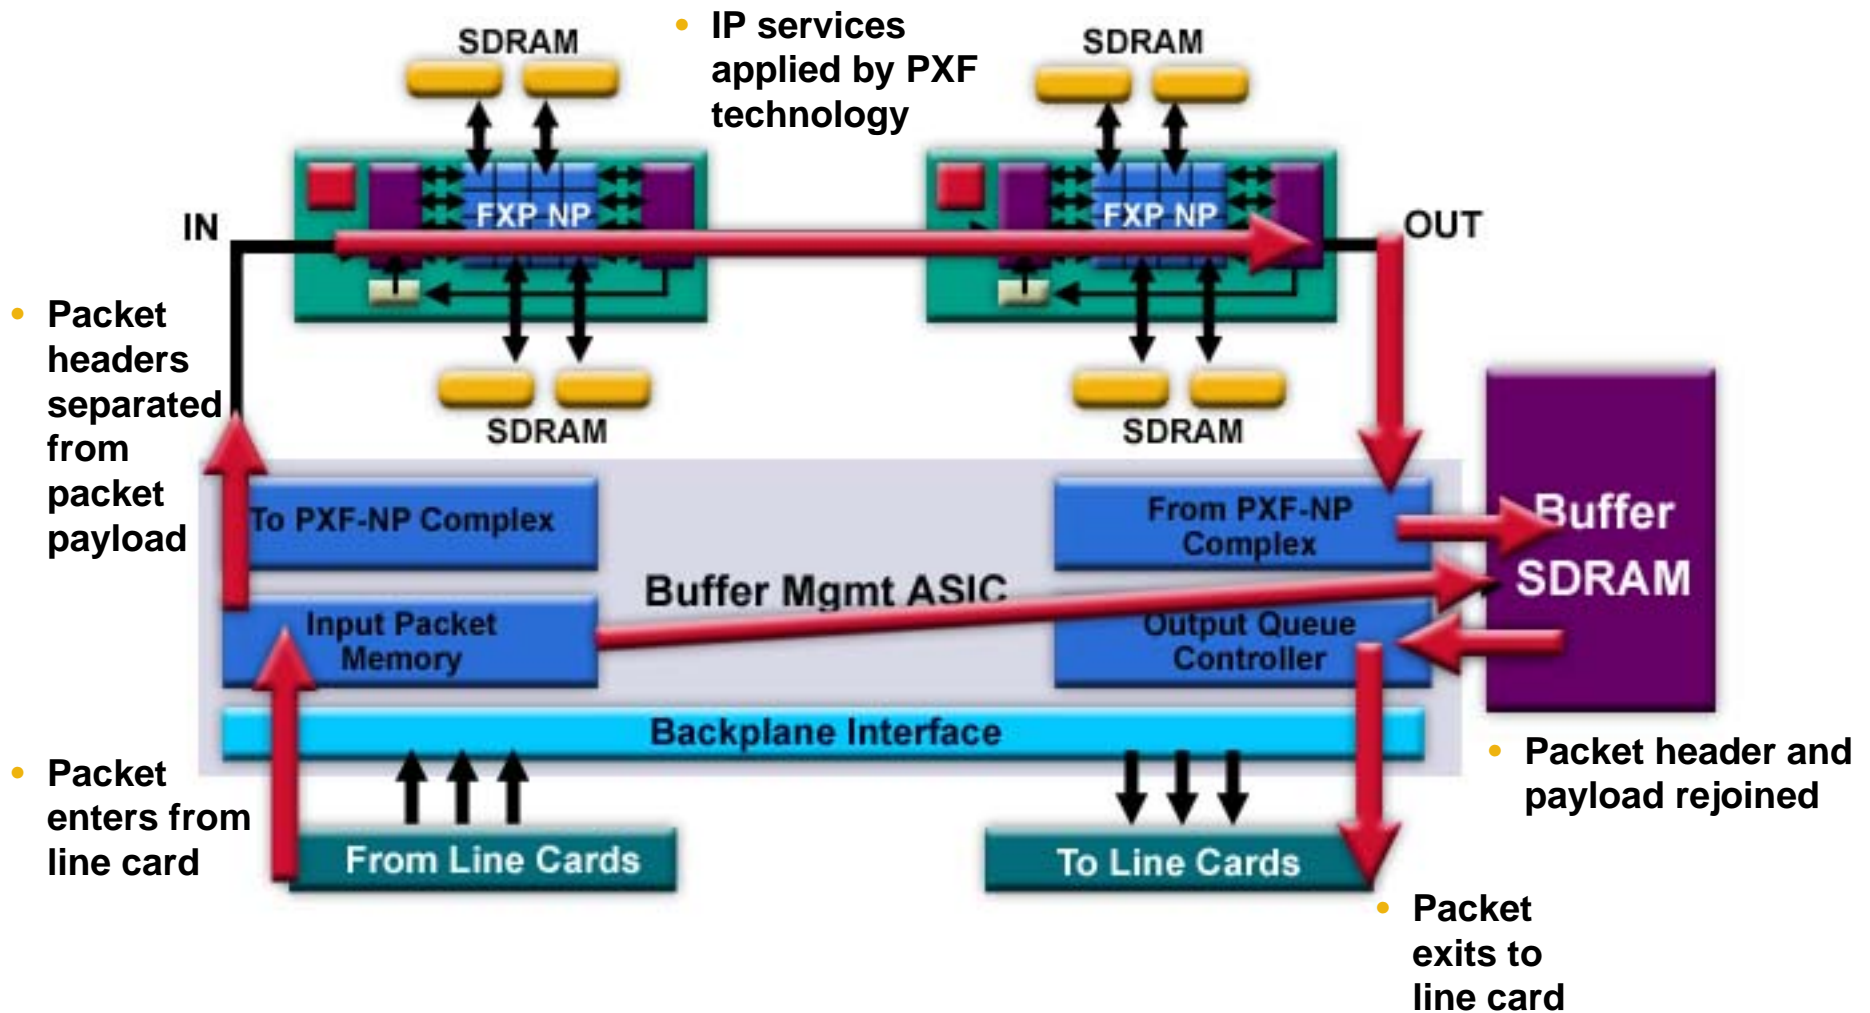 SDRAM
• IP services
applied by PXF
technology
SDRAM
IN
FXP NP
FXP NP
OUT
• Packet
headers
separated
from
packet
payload
SDRAM
SDRAM
To PXF-NP Complex
From PXF-NP
Complex
Buffer
SDRAM
Buffer Mgmt ASIC
Input Packet
Memory
Output Queue
Controller
Backplane Interface
• Packet header and
payload rejoined
• Packet
enters from
line card
From Line Cards
To Line Cards
• Packet
exits to
line card